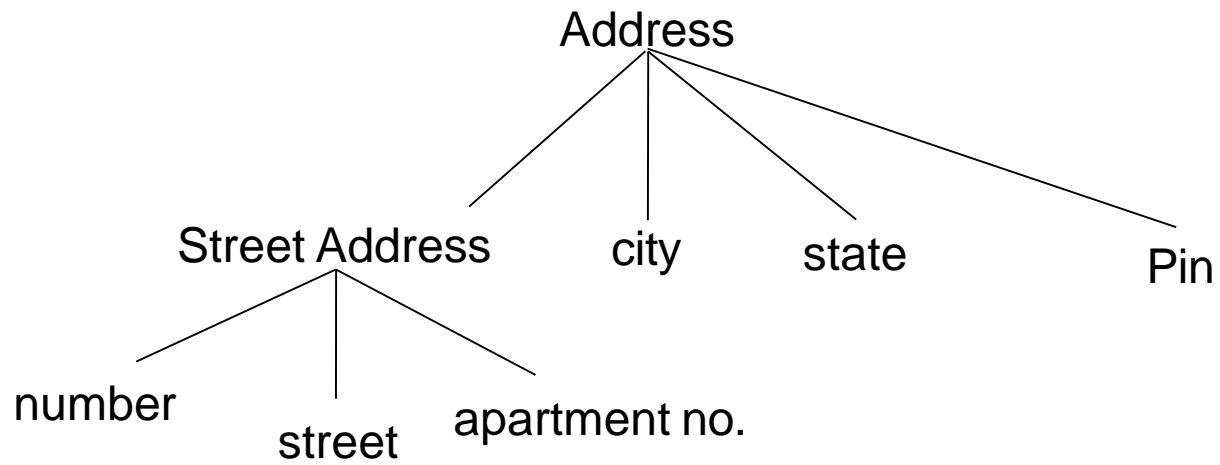 Address
Street Address
city
state
Pin
number
street
apartment no.